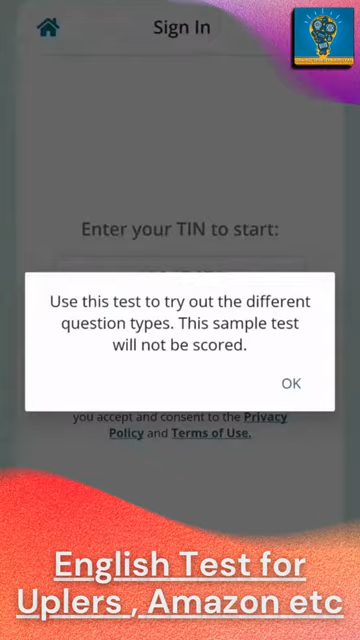 Sign In
Enter your TIN to start:
Use this test to try out the different
question types. This sample test
will not be scored.
OK
you accept and consent to the Privacy
Policy and Terms of Use.
English Test for
Uplers , Amazon etc